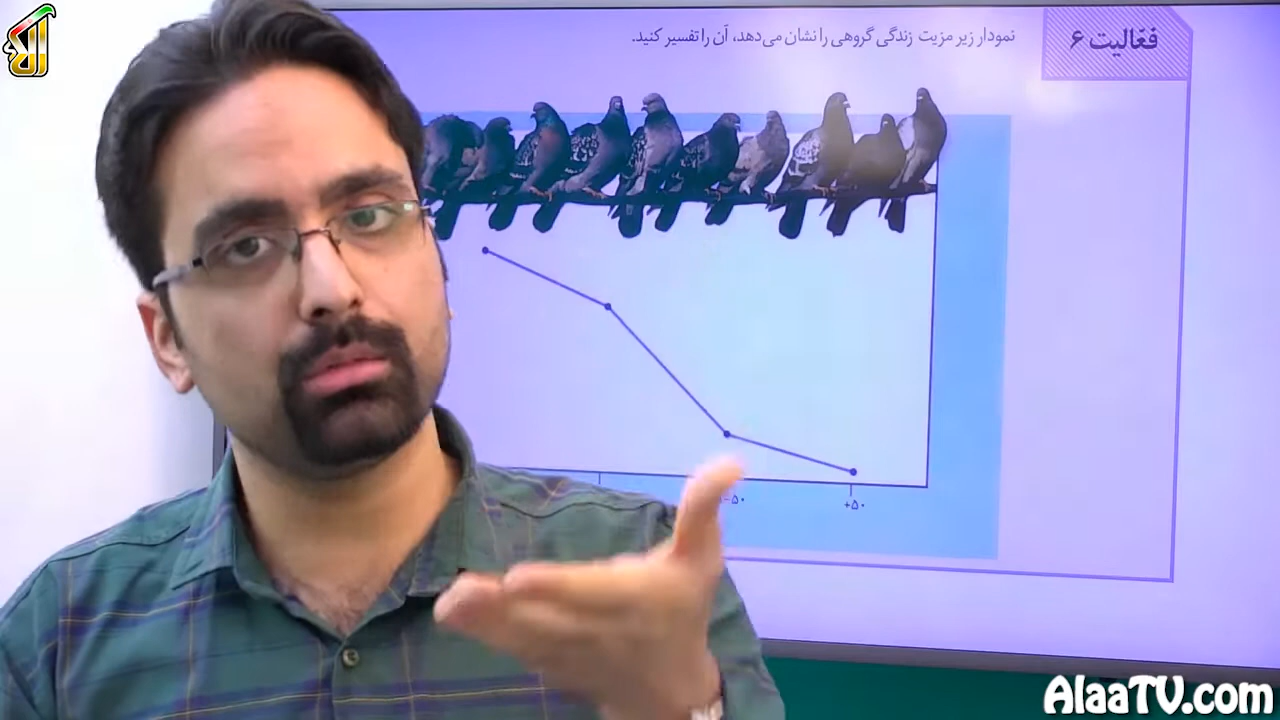 فعّالیت ۶
نمودار زیر مزیت زندگی گروهی را نشان می‌دهد، آن را تفسیر کنید.
+۵۰
آلاء
AlaaTV.com